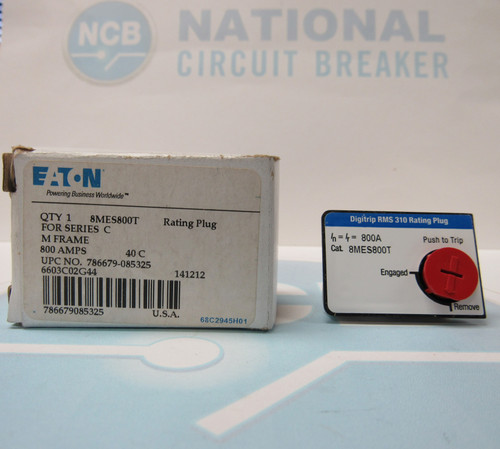 NCB
NATIONAL
CIRCUIT BREAKER
EATON
Powering Business Worldwide™
QTY 1 8MES800T Rating Plug
FOR SERIES C
M FRAME
800 AMPS 40 C
UPC NO. 786679-085325
6603C02G44 141212
786679085325 U.S.A.
68C2945H01
Digitrip RMS 310 Rating Plug
= 800A
Cat. 8MES800T
Push to Trip
Engaged
Remove